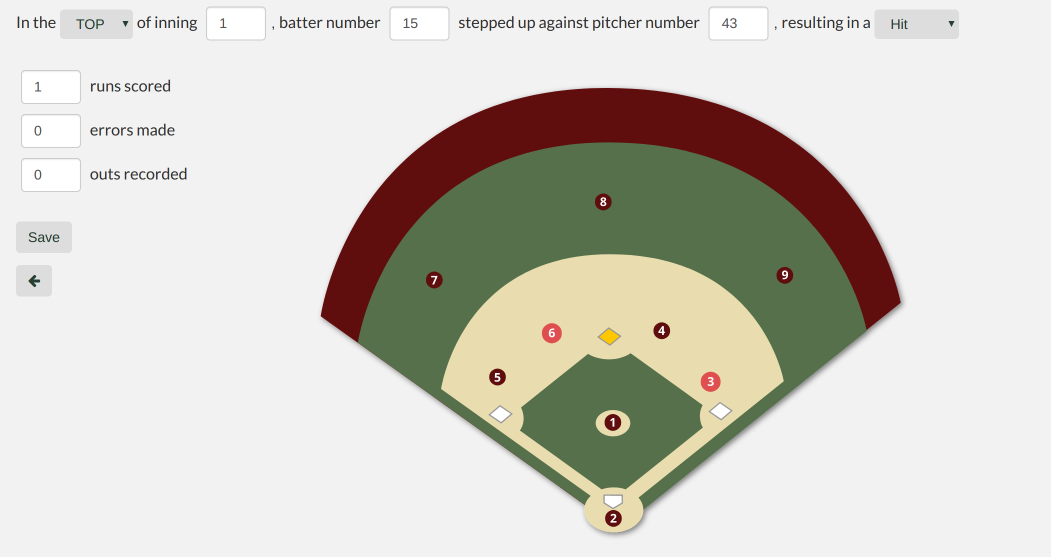 In the TOP of inning 1 , batter number 15 stepped up against pitcher number 43 , resulting in a Hit
1 runs scored
0 errors made
0 outs recorded
Save
8
7
9
6
4
5
3
1
2